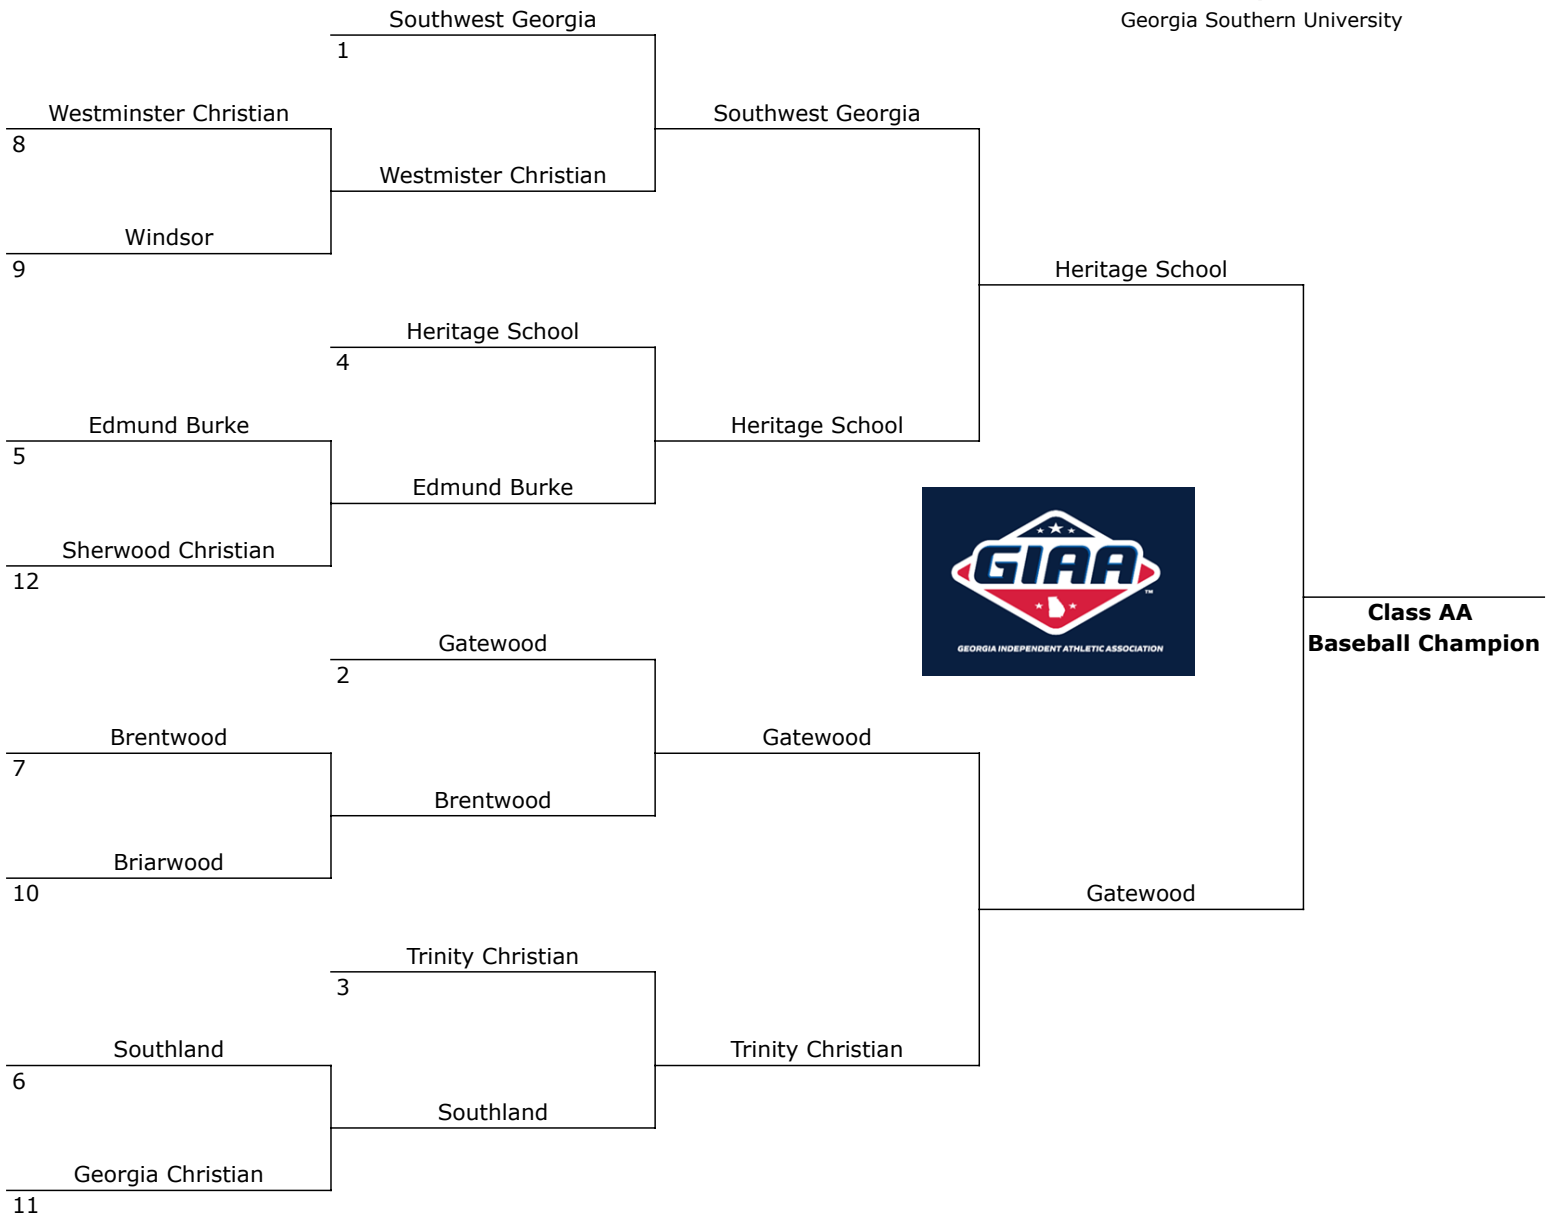 Southwest Georgia
Georgia Southern University
1
Westminster Christian
Southwest Georgia
8
Westmister Christian
Windsor
9
Heritage School
Heritage School
4
Edmund Burke
Heritage School
5
Edmund Burke
Sherwood Christian
12
GIAA
TM
GEORGIA INDEPENDENT ATHLETIC ASSOCIATION
Class AA
Baseball Champion
Gatewood
2
Brentwood
Gatewood
7
Brentwood
Briarwood
10
Gatewood
Trinity Christian
3
Southland
Trinity Christian
6
Southland
Georgia Christian
11